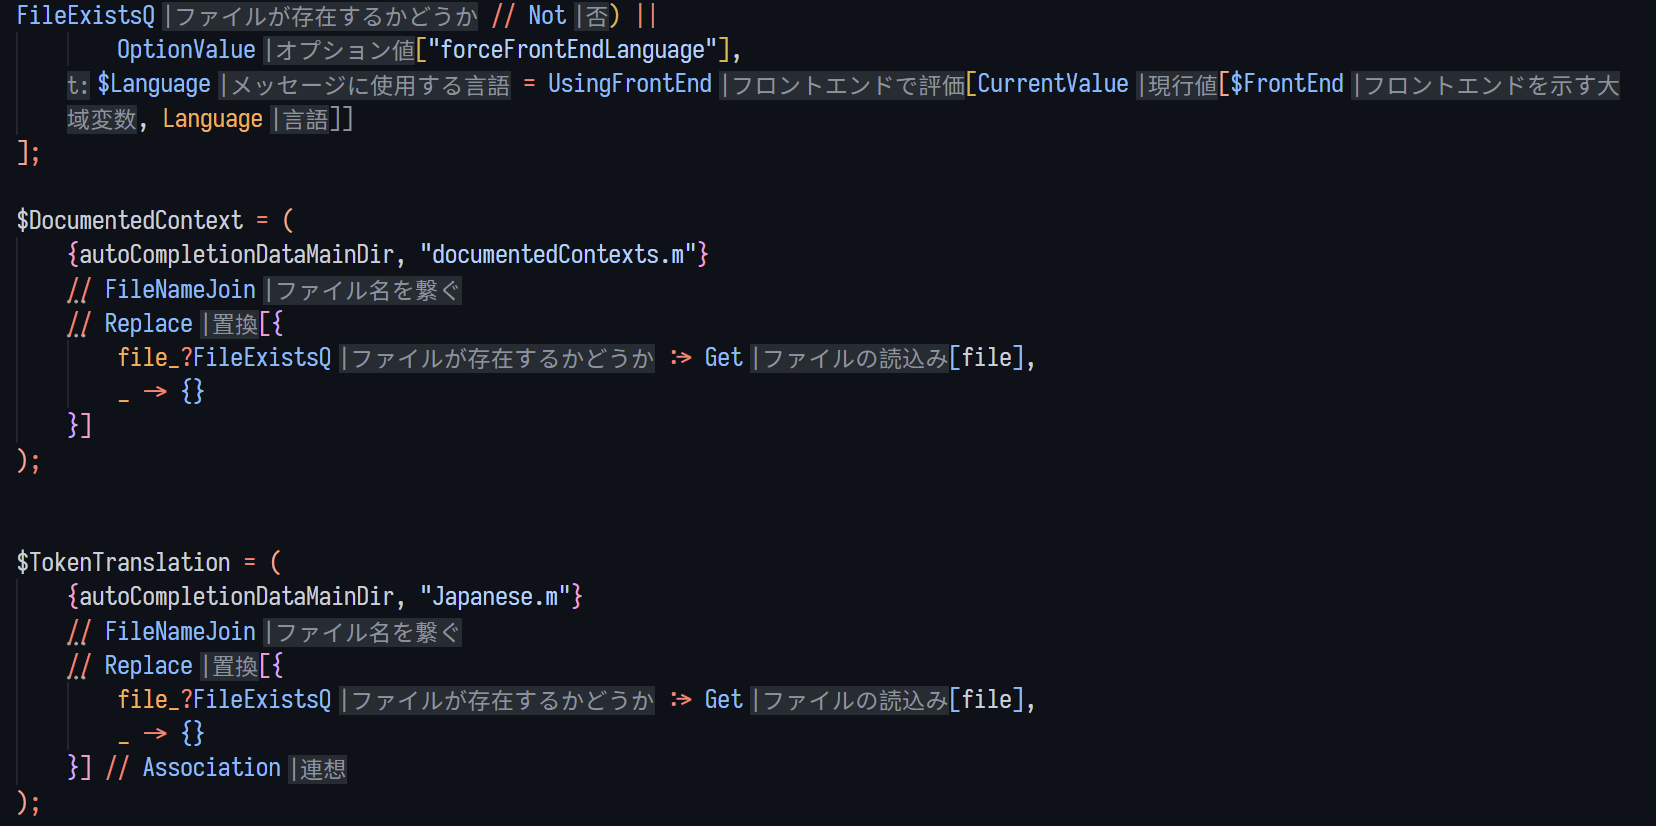 FileExistsQ |ファイルが存在するかどうか // Not |否) ||
OptionValue |オプション値["forceFrontEndLanguage"],
t: $Language |メッセージに使用する言語 = UsingFrontEnd |フロントエンドで評価[CurrentValue |現行値[$FrontEnd |フロントエンドを示す大
域変数, Language |言語]]
];
$DocumentedContext = (
{autoCompletionDataMainDir, "documentedContexts.m"}
// FileNameJoin |ファイル名を繋ぐ
// Replace |置換[{
file_?FileExistsQ |ファイルが存在するかどうか :> Get |ファイルの読込み[file],
_ -> {}
}]
);
$TokenTranslation = (
{autoCompletionDataMainDir, "Japanese.m"}
// FileNameJoin |ファイル名を繋ぐ
// Replace |置換[{
file_?FileExistsQ |ファイルが存在するかどうか :> Get |ファイルの読込み[file],
_ -> {}
}] // Association |連想
);